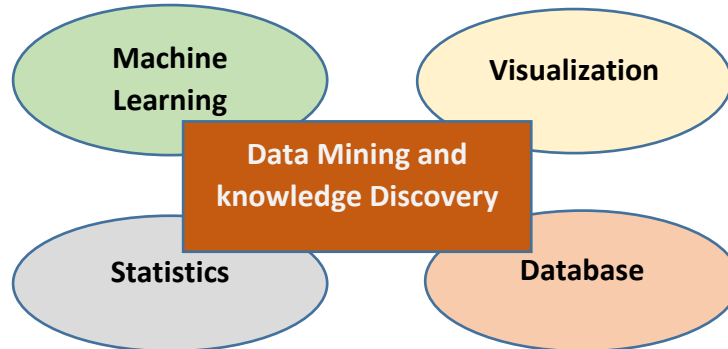 Machine
Learning
Visualization
Data Mining and
knowledge Discovery
Statistics
Database